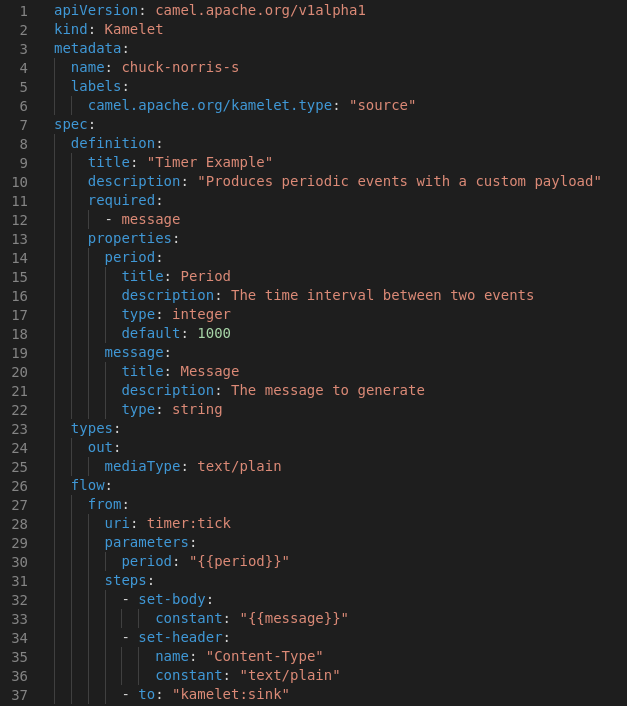 1 apiVersion: camel.apache.org/v1alpha1
2 kind: Kamelet
3 metadata:
4   name: chuck-norris-s
5   labels:
6     camel.apache.org/kamelet.type: "source"
7 spec:
8   definition:
9     title: "Timer Example"
10     description: "Produces periodic events with a custom payload"
11     required:
12       - message
13     properties:
14       period:
15         title: Period
16         description: The time interval between two events
17         type: integer
18         default: 1000
19       message:
20         title: Message
21         description: The message to generate
22         type: string
23   types:
24     out:
25       mediaType: text/plain
26   flow:
27     from:
28       uri: timer:tick
29       parameters:
30         period: "{{period}}"
31       steps:
32         - set-body:
33             constant: "{{message}}"
34         - set-header:
35             name: "Content-Type"
36             constant: "text/plain"
37         - to: "kamelet:sink"